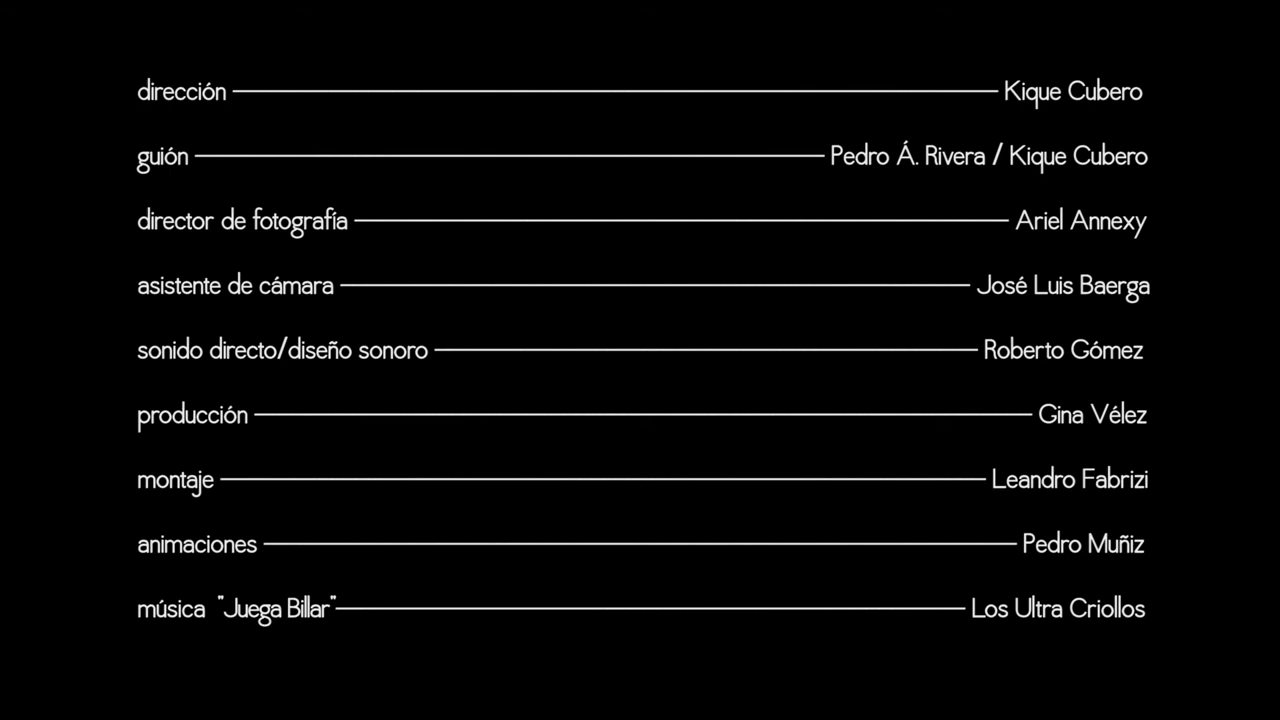 dirección Kique Cubero
guión Pedro Á. Rivera / Kique Cubero
director de fotografía Ariel Annexy
asistente de cámara José Luis Baerga
sonido directo/diseño sonoro Roberto Gómez
producción Gina Vélez
montaje Leandro Fabrizi
animaciones Pedro Muñiz
música "Juega Billar" Los Ultra Criollos